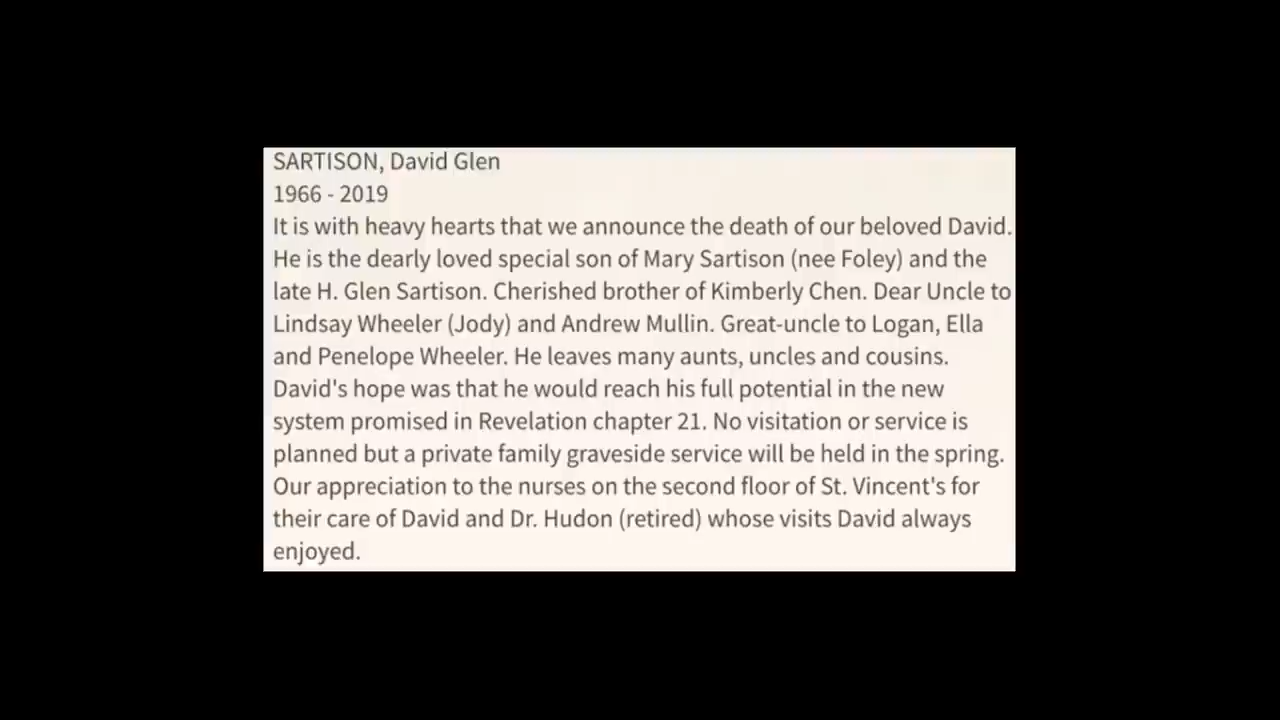 SARTISON, David Glen
1966 - 2019
It is with heavy hearts that we announce the death of our beloved David.
He is the dearly loved special son of Mary Sartison (nee Foley) and the
late H. Glen Sartison. Cherished brother of Kimberly Chen. Dear Uncle to
Lindsay Wheeler (Jody) and Andrew Mullin. Great-uncle to Logan, Ella
and Penelope Wheeler. He leaves many aunts, uncles and cousins.
David's hope was that he would reach his full potential in the new
system promised in Revelation chapter 21. No visitation or service is
planned but a private family graveside service will be held in the spring.
Our appreciation to the nurses on the second floor of St. Vincent's for
their care of David and Dr. Hudon (retired) whose visits David always
enjoyed.